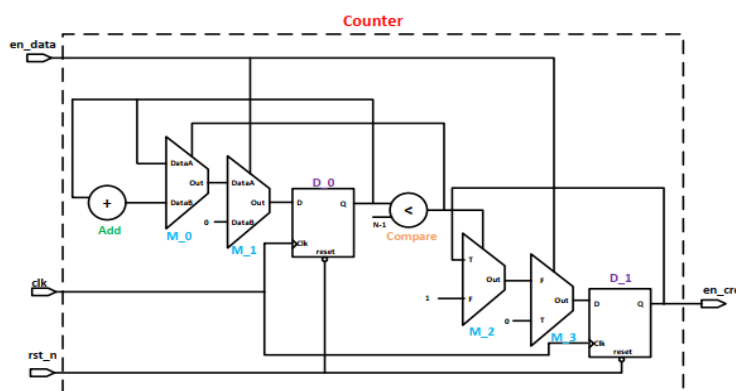 Counter
en_data
DataA
Out
DataB
M_0
DataA
Out
DataB
0
M_1
+
Add
D_0
D
Q
Clk
reset
<
N-1
Compare
T
Out
F
1
M_2
F
Out
T
0
M_3
D_1
D
Q
Clk
reset
clk
rst_n